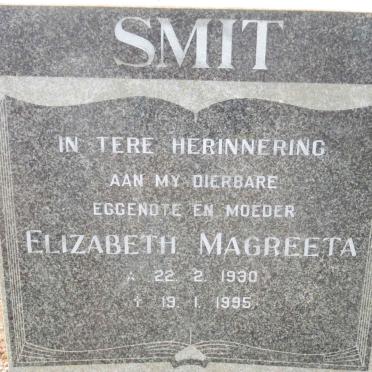 SMIT
IN TERE HERINNERING
AAN MY DIERBARE
EGGENOTE EN MOEDER
ELIZABETH MAGREETA
* 22. 2. 1930
† 19. 1. 1995